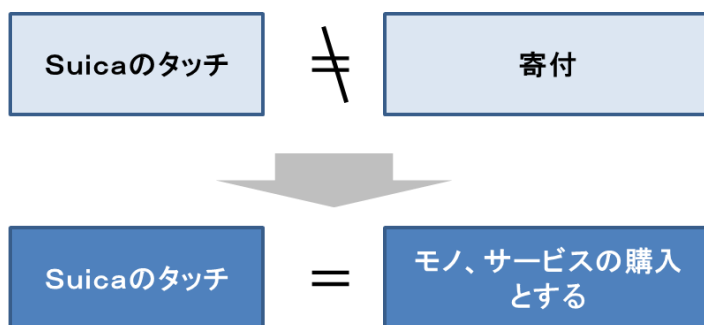 Suicaのタッチ ≠ 寄付
Suicaのタッチ = モノ、サービスの購入
とする